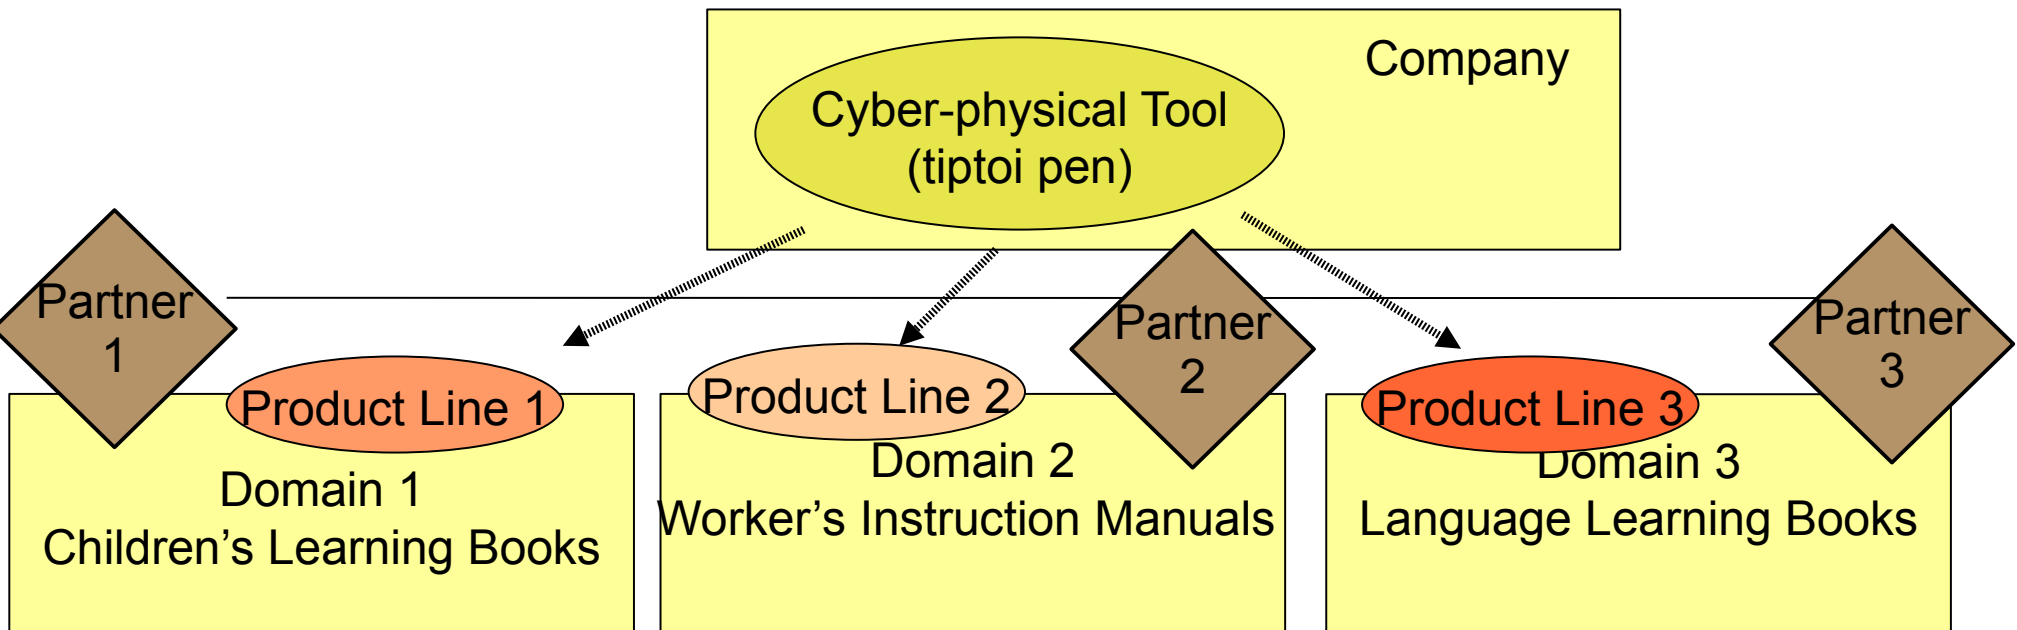 Company
Cyber-physical Tool
(tiptoi pen)
Partner
1
Partner
2
Partner
3
Product Line 1
Product Line 2
Product Line 3
Domain 1
Children’s Learning Books
Domain 2
Worker’s Instruction Manuals
Domain 3
Language Learning Books